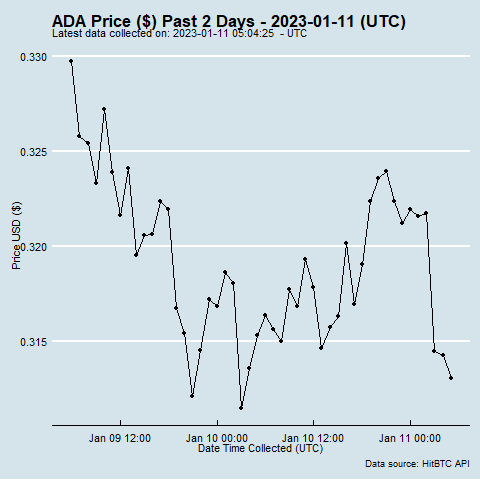 ADA Price ($) Past 2 Days - 2023-01-11 (UTC)
Latest data collected on: 2023-01-11 05:04:25  - UTC
0.330
0.325
0.320
0.315
Price USD ($)
Jan 09 12:00
Jan 10 00:00
Jan 10 12:00
Jan 11 00:00
Date Time Collected (UTC)
Data source: HitBTC API